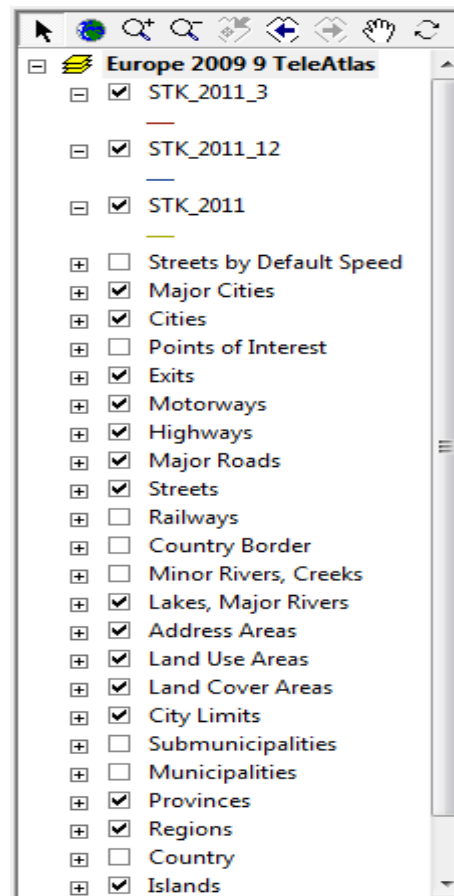 Europe 2009 9 TeleAtlas
STK_2011_3
STK_2011_12
STK_2011
Streets by Default Speed
Major Cities
Cities
Points of Interest
Exits
Motorways
Highways
Major Roads
Streets
Railways
Country Border
Minor Rivers, Creeks
Lakes, Major Rivers
Address Areas
Land Use Areas
Land Cover Areas
City Limits
Submunicipalities
Municipalities
Provinces
Regions
Country
Islands